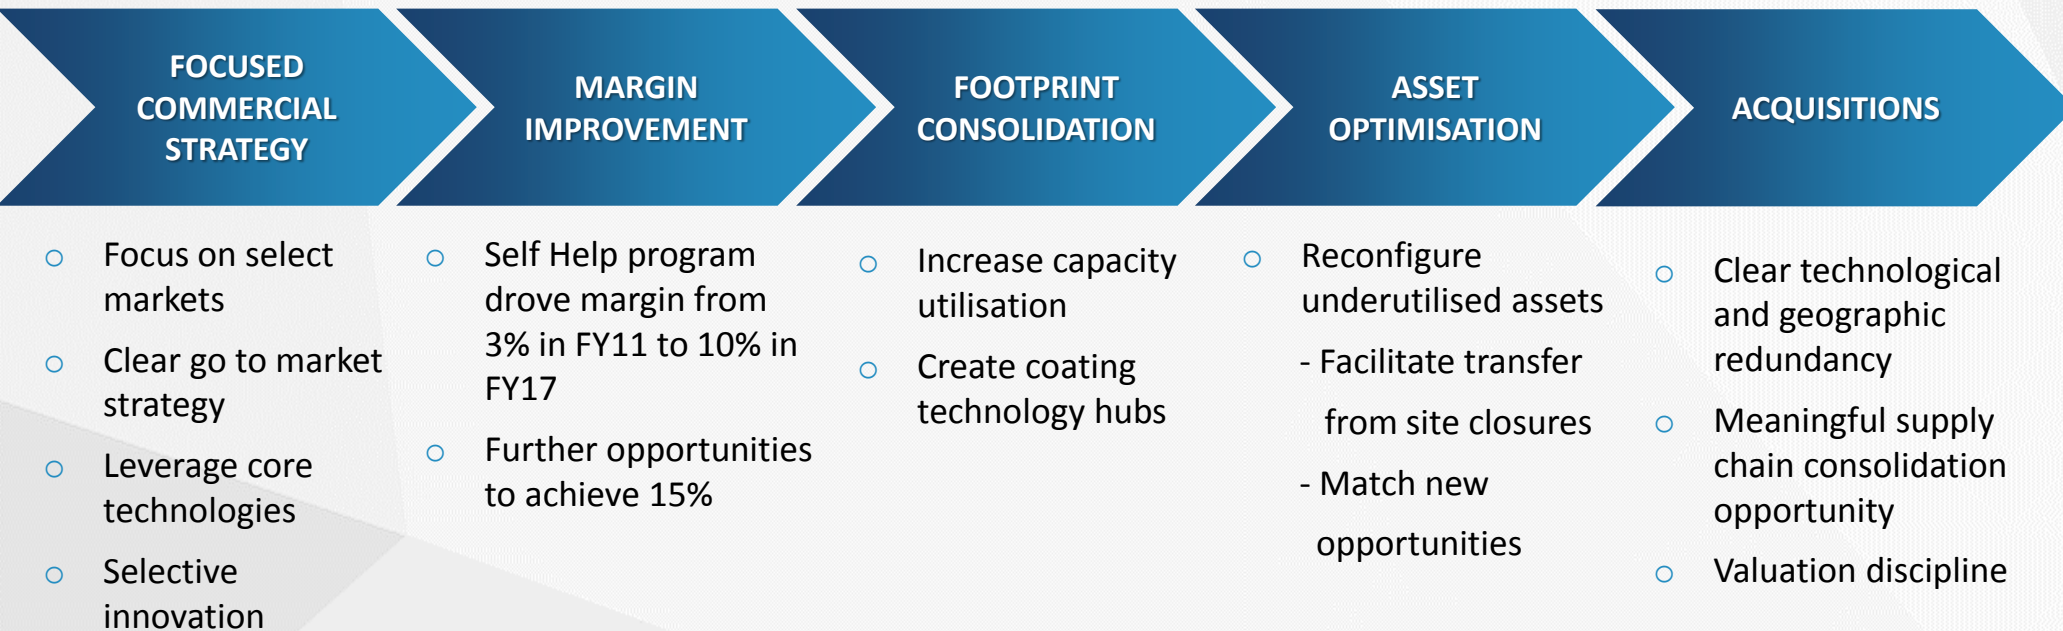 FOCUSED
COMMERCIAL
STRATEGY
MARGIN
IMPROVEMENT
FOOTPRINT
CONSOLIDATION
ASSET
OPTIMISATION
ACQUISITIONS
Focus on select
markets
Clear go to market
strategy
Leverage core
technologies
Selective
innovation
Self Help program
drove margin from
3% in FY11 to 10% in
FY17
Further opportunities
to achieve 15%
Increase capacity
utilisation
Create coating
technology hubs
Reconfigure
underutilised assets
- Facilitate transfer
from site closures
- Match new
opportunities
Clear technological
and geographic
redundancy
Meaningful supply
chain consolidation
opportunity
Valuation discipline